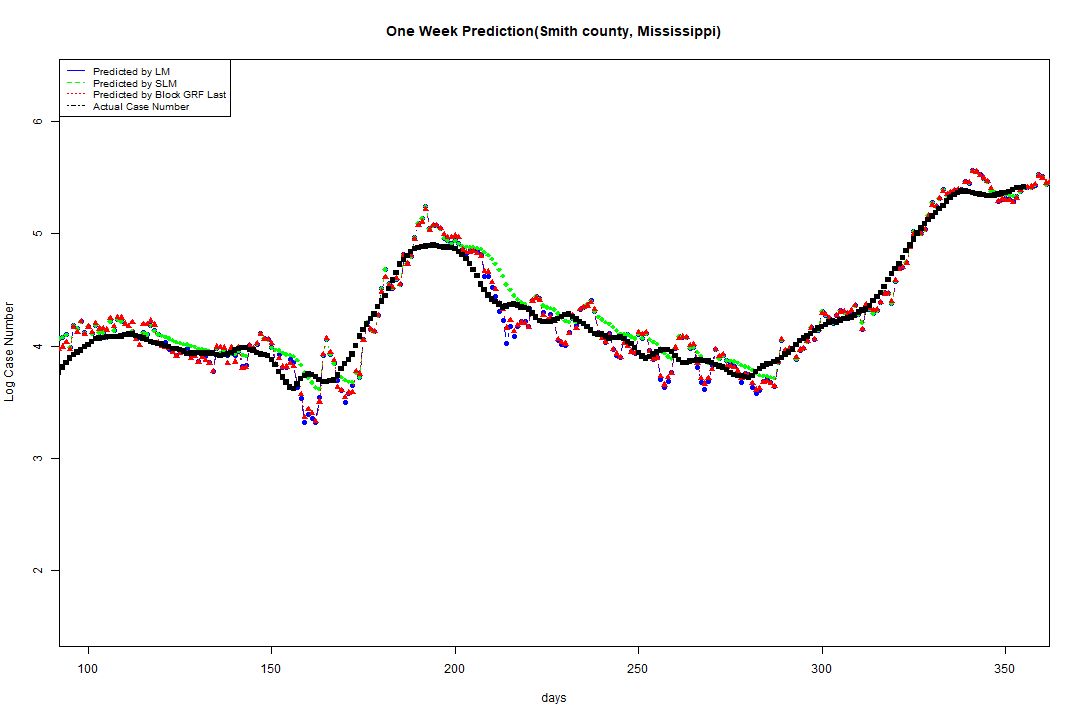 One Week Prediction(Smith county, Mississippi)
Predicted by LM
Predicted by SLM
Predicted by Block GRF Last
Actual Case Number
6
5
4
3
2
Log Case Number
100 150 200 250 300 350
days